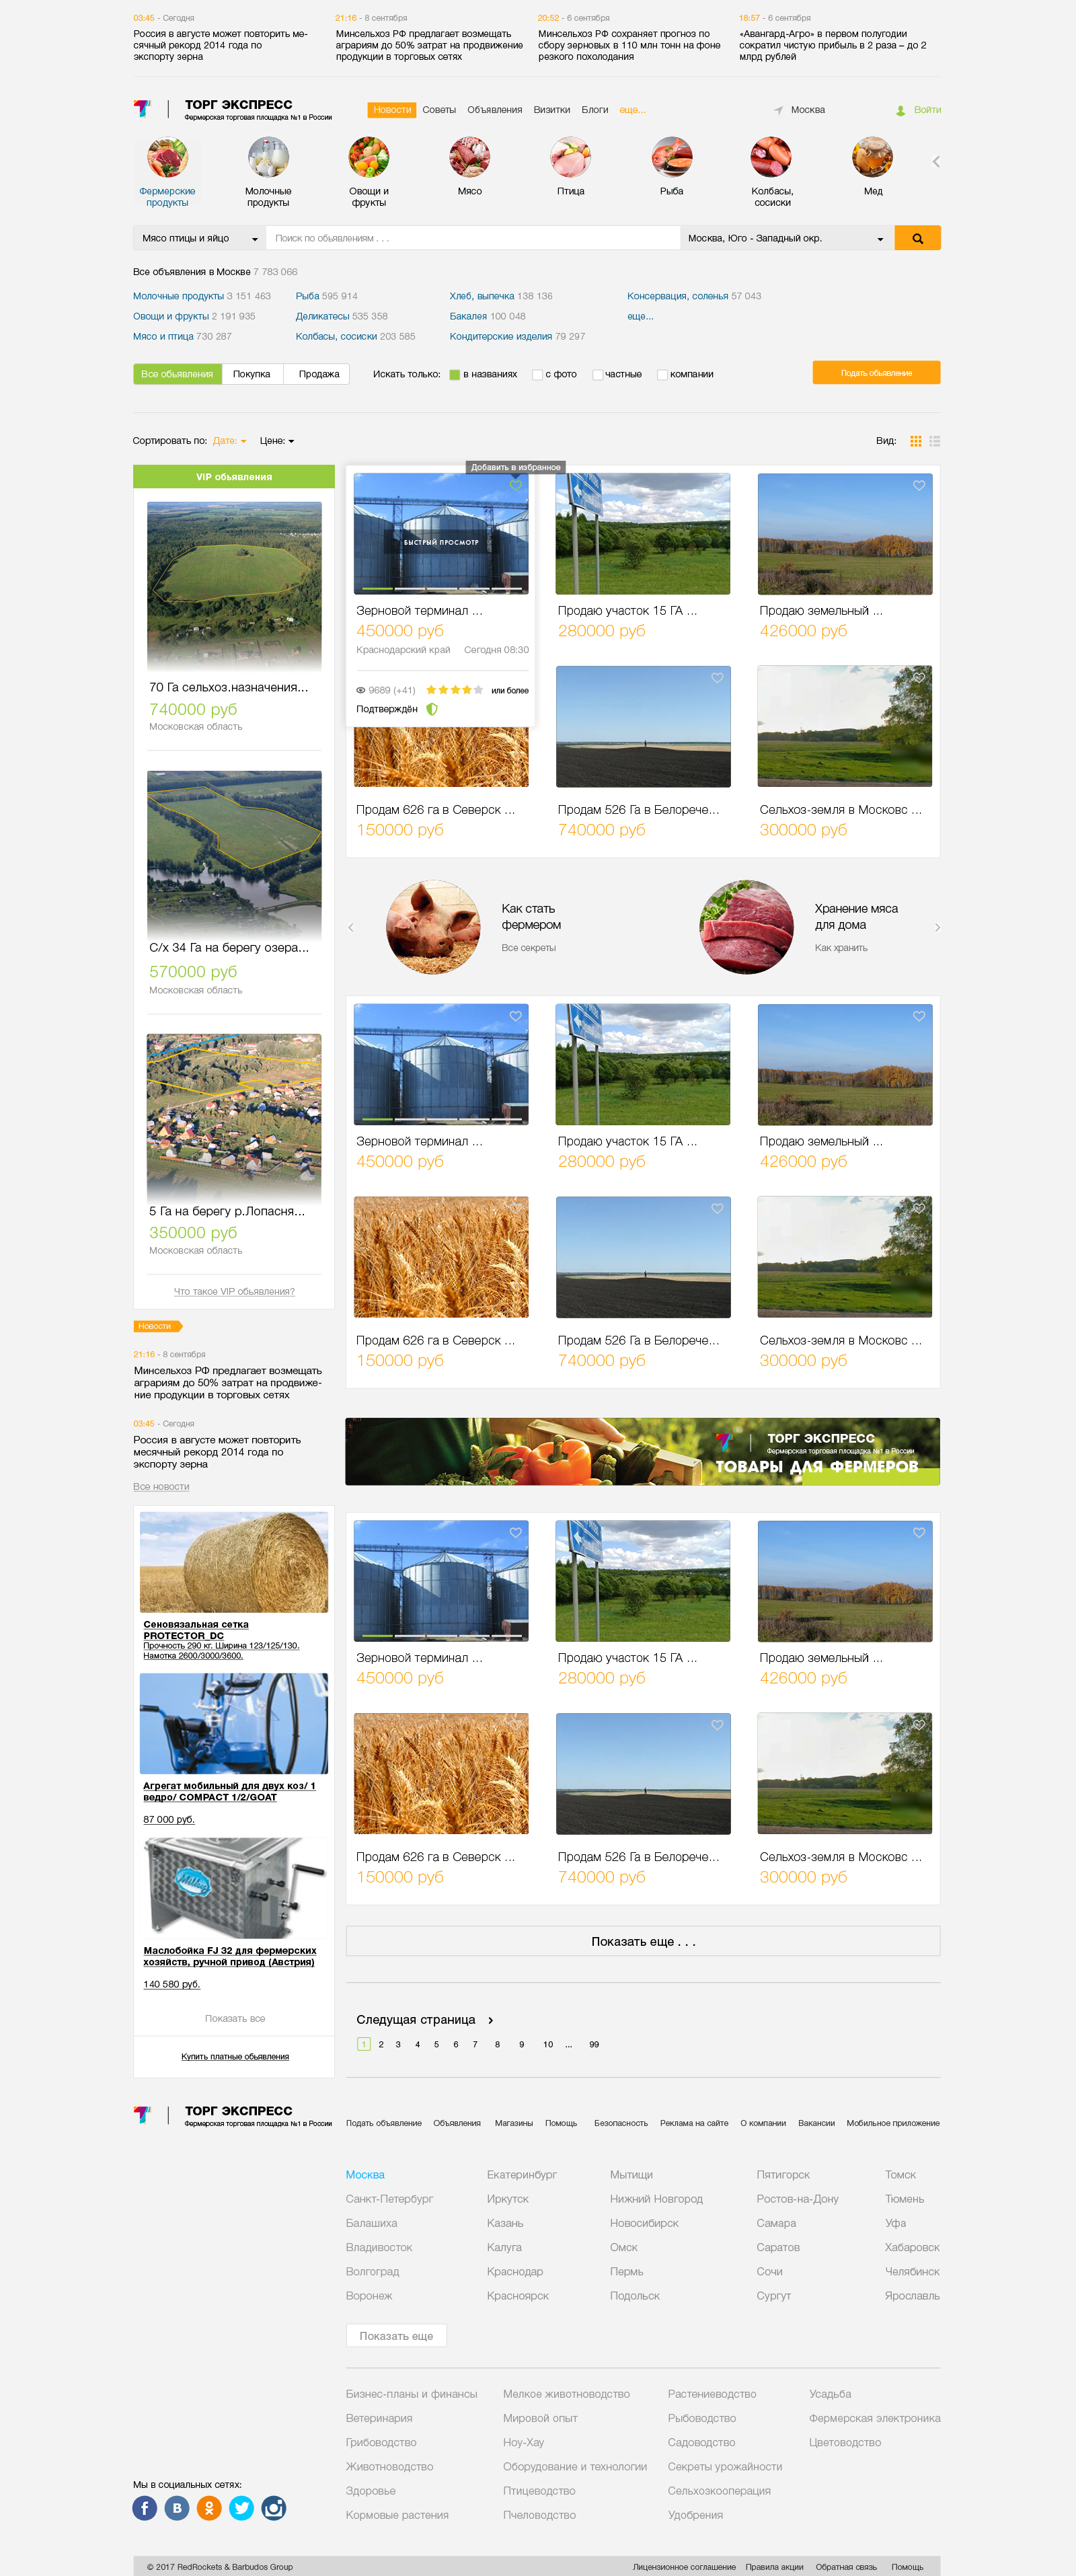 03:45 - Сегодня
Россия в августе может повторить ме-
сячный рекорд 2014 года по
экспорту зерна
21:16 - 8 сентября
Минсельхоз РФ предлагает возмещать
аграриям до 50% затрат на продвижение
продукции в торговых сетях
20:52 - 6 сентября
Минсельхоз РФ сохраняет прогноз по
сбору зерновых в 110 млн тонн на фоне
резкого похолодания
18:57 - 6 сентября
«Авангард-Агро» в первом полугодии
сократил чистую прибыль в 2 раза – до 2
млрд рублей
ТОРГ ЭКСПРЕСС
Фермерская торговая площадка №1 в России
Новости Советы Объявления Визитки Блоги еще...
Москва
Войти
Фермерские
продукты
Молочные
продукты
Овощи и
фрукты
Мясо
Птица
Рыба
Колбасы,
сосиски
Мед
Мясо птицы и яйцо
Поиск по объявлениям . . .
Москва, Юго - Западный окр.
Все объявления в Москве 7 783 066
Молочные продукты 3 151 463
Рыба 595 914
Хлеб, выпечка 138 136
Консервация, соленья 57 043
Овощи и фрукты 2 191 935
Деликатесы 535 358
Бакалея 100 048
еще...
Мясо и птица 730 287
Колбасы, сосиски 203 585
Кондитерские изделия 79 297
Все объявления Покупка Продажа
Искать только: в названиях с фото частные компании
Подать объявление
Сортировать по: Дате: Цене:
Вид:
VIP объявления
70 Га сельхоз.назначения...
740000 руб
Московская область
С/х 34 Га на берегу озера...
570000 руб
Московская область
5 Га на берегу р.Лопасня...
350000 руб
Московская область
Что такое VIP объявления?
Новости
21:16 - 8 сентября
Минсельхоз РФ предлагает возмещать
аграриям до 50% затрат на продвиже-
ние продукции в торговых сетях
03:45 - Сегодня
Россия в августе может повторить
месячный рекорд 2014 года по
экспорту зерна
Все новости
Сеновязальная сетка
PROTECTOR_DC
Прочность 290 кг. Ширина 123/125/130.
Намотка 2600/3000/3600.
Агрегат мобильный для двух коз/ 1
ведро/ COMPACT 1/2/GOAT
87 000 руб.
Маслобойка FJ 32 для фермерских
хозяйств, ручной привод (Австрия)
140 580 руб.
Показать все
Купить платные объявления
Добавить в избранное
БЫСТРЫЙ ПРОСМОТР
Зерновой терминал ...
450000 руб
Краснодарский край Сегодня 08:30
9689 (+41) или более
Подтверждён
Продаю участок 15 ГА ...
280000 руб
Продаю земельный ...
426000 руб
Продам 626 га в Северск ...
150000 руб
Продам 526 Га в Белорече...
740000 руб
Сельхоз-земля в Московс ...
300000 руб
Как стать
фермером
Все секреты
Хранение мяса
для дома
Как хранить
Зерновой терминал ...
450000 руб
Продаю участок 15 ГА ...
280000 руб
Продаю земельный ...
426000 руб
Продам 626 га в Северск ...
150000 руб
Продам 526 Га в Белорече...
740000 руб
Сельхоз-земля в Московс ...
300000 руб
ТОРГ ЭКСПРЕСС
Фермерская торговая площадка №1 в России
ТОВАРЫ ДЛЯ ФЕРМЕРОВ
Зерновой терминал ...
450000 руб
Продаю участок 15 ГА ...
280000 руб
Продаю земельный ...
426000 руб
Продам 626 га в Северск ...
150000 руб
Продам 526 Га в Белорече...
740000 руб
Сельхоз-земля в Московс ...
300000 руб
Показать еще . . .
Следущая страница
1 2 3 4 5 6 7 8 9 10 ... 99
ТОРГ ЭКСПРЕСС
Фермерская торговая площадка №1 в России
Подать объявление Объявления Магазины Помощь Безопасность Реклама на сайте О компании Вакансии Мобильное приложение
Москва Екатеринбург Мытищи Пятигорск Томск
Санкт-Петербург Иркутск Нижний Новгород Ростов-на-Дону Тюмень
Балашиха Казань Новосибирск Самара Уфа
Владивосток Калуга Омск Саратов Хабаровск
Волгоград Краснодар Пермь Сочи Челябинск
Воронеж Красноярск Подольск Сургут Ярославль
Показать еще
Бизнес-планы и финансы Мелкое животноводство Растениеводство Усадьба
Ветеринария Мировой опыт Рыбоводство Фермерская электроника
Грибоводство Ноу-Хау Садоводство Цветоводство
Животноводство Оборудование и технологии Секреты урожайности
Здоровье Птицеводство Сельхозкооперация
Кормовые растения Пчеловодство Удобрения
Мы в социальных сетях:
© 2017 RedRockets & Barbudos Group
Лицензионное соглашение Правила акции Обратная связь Помощь